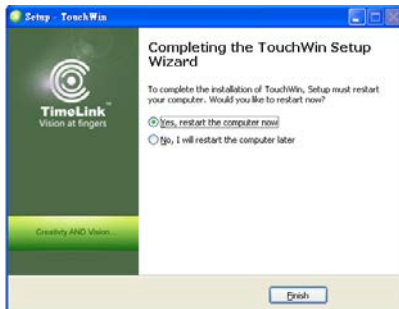 Setup - TouchWin
Completing the TouchWin Setup
Wizard
To complete the installation of TouchWin, Setup must restart
your computer. Would you like to restart now?
Yes, restart the computer now
No, I will restart the computer later
TimeLink™
Vision at fingers
Creativity AND Vision...
Finish